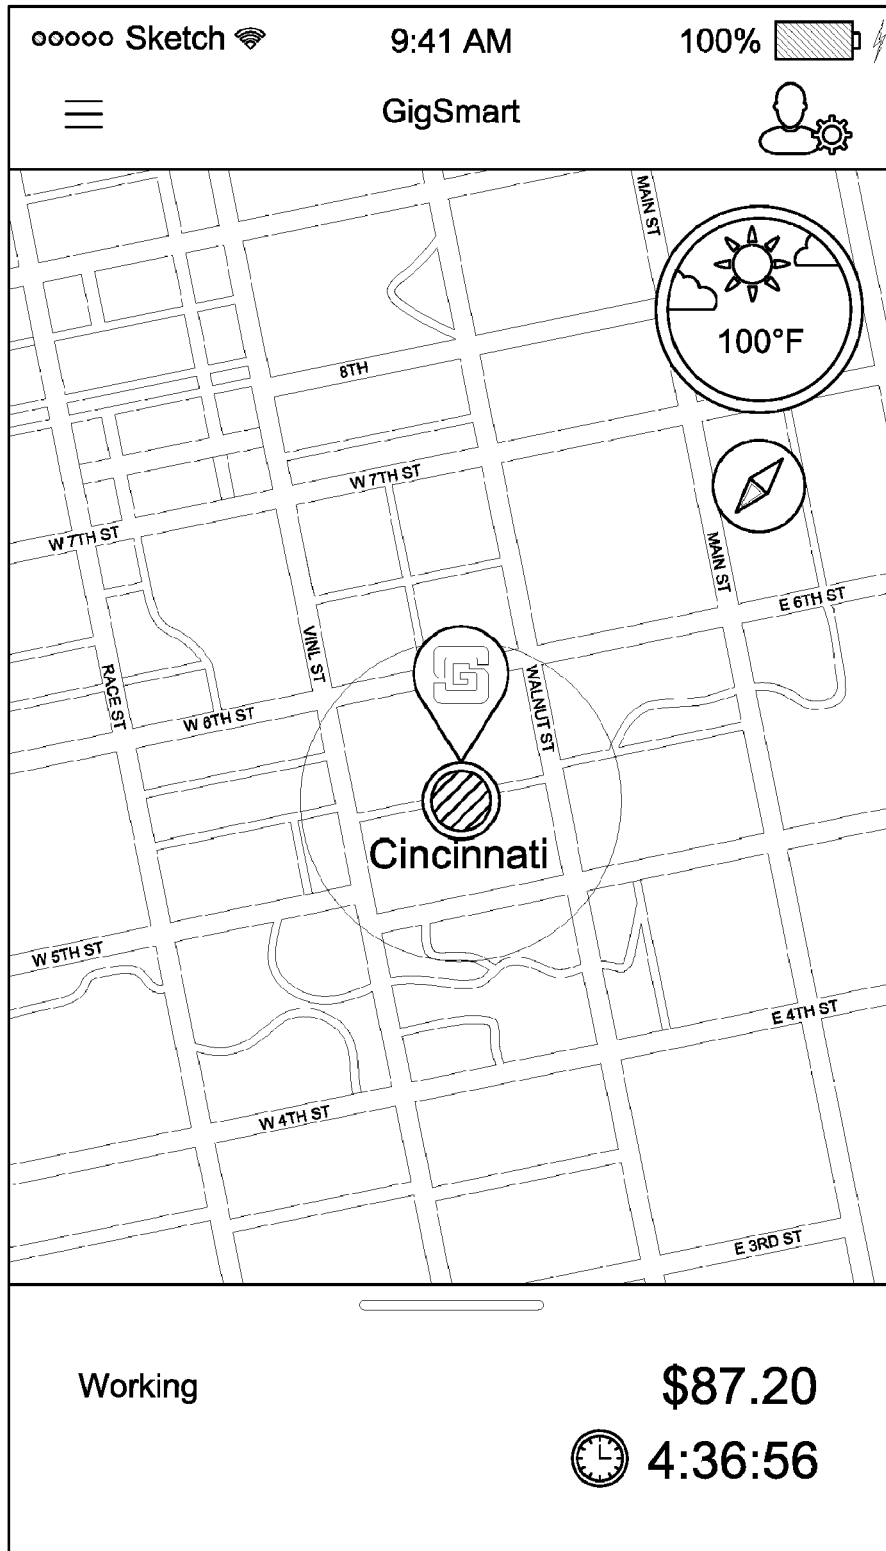 ooooo Sketch 9:41 AM 100%
GigSmart
MAIN ST
100°F
8TH
W 7TH ST
W 7TH ST
MAIN ST
E 6TH ST
VINL ST
RACE ST
WALNUT ST
W 6TH ST
Cincinnati
W 5TH ST
E 4TH ST
W 4TH ST
E 3RD ST
Working $87.20
4:36:56